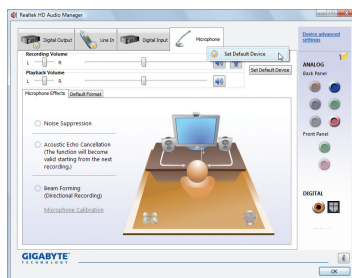 Realtek HD Audio Manager
Digital Output
Line In
Digital Input
Microphone
Device advanced
settings
Set Default Device
Recording Volume
L
R
Set Default Device
Playback Volume
L
R
ANALOG
Back Panel
Microphone Effects
Default Format
Noise Suppression
Acoustic Echo Cancellation
(The function will become
valid starting from the next
recording.)
Beam Forming
(Directional Recording)
Microphone Calibration
Front Panel
DIGITAL
GIGABYTE
TECHNOLOGY
OK